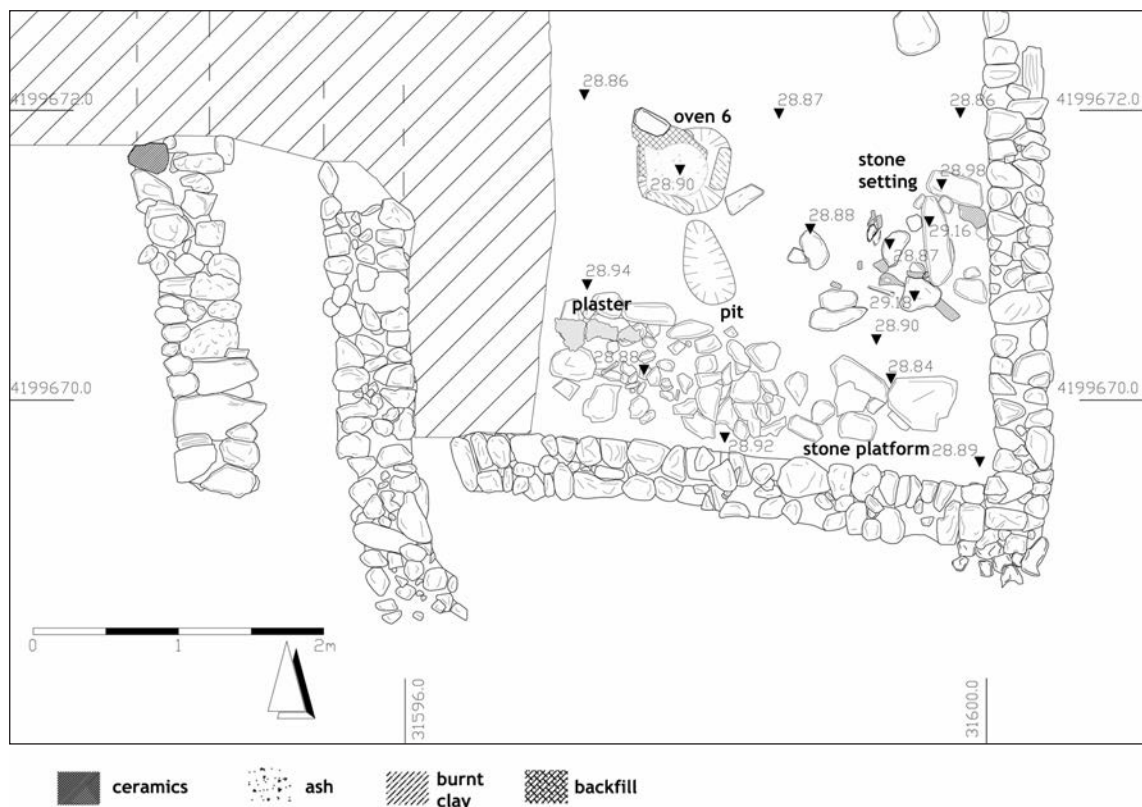 28.86
28.87
28.86
4199672.0
4199672.0
oven 6
stone
setting
28.98
28.90
28.88
29.16
28.87
28.94
plaster
pit
29.18
28.90
28.88
28.84
4199670.0
4199670.0
28.92
stone platform
28.89
0
1
2m
31596.0
31600.0
ceramics
ash
burnt
clay
backfill